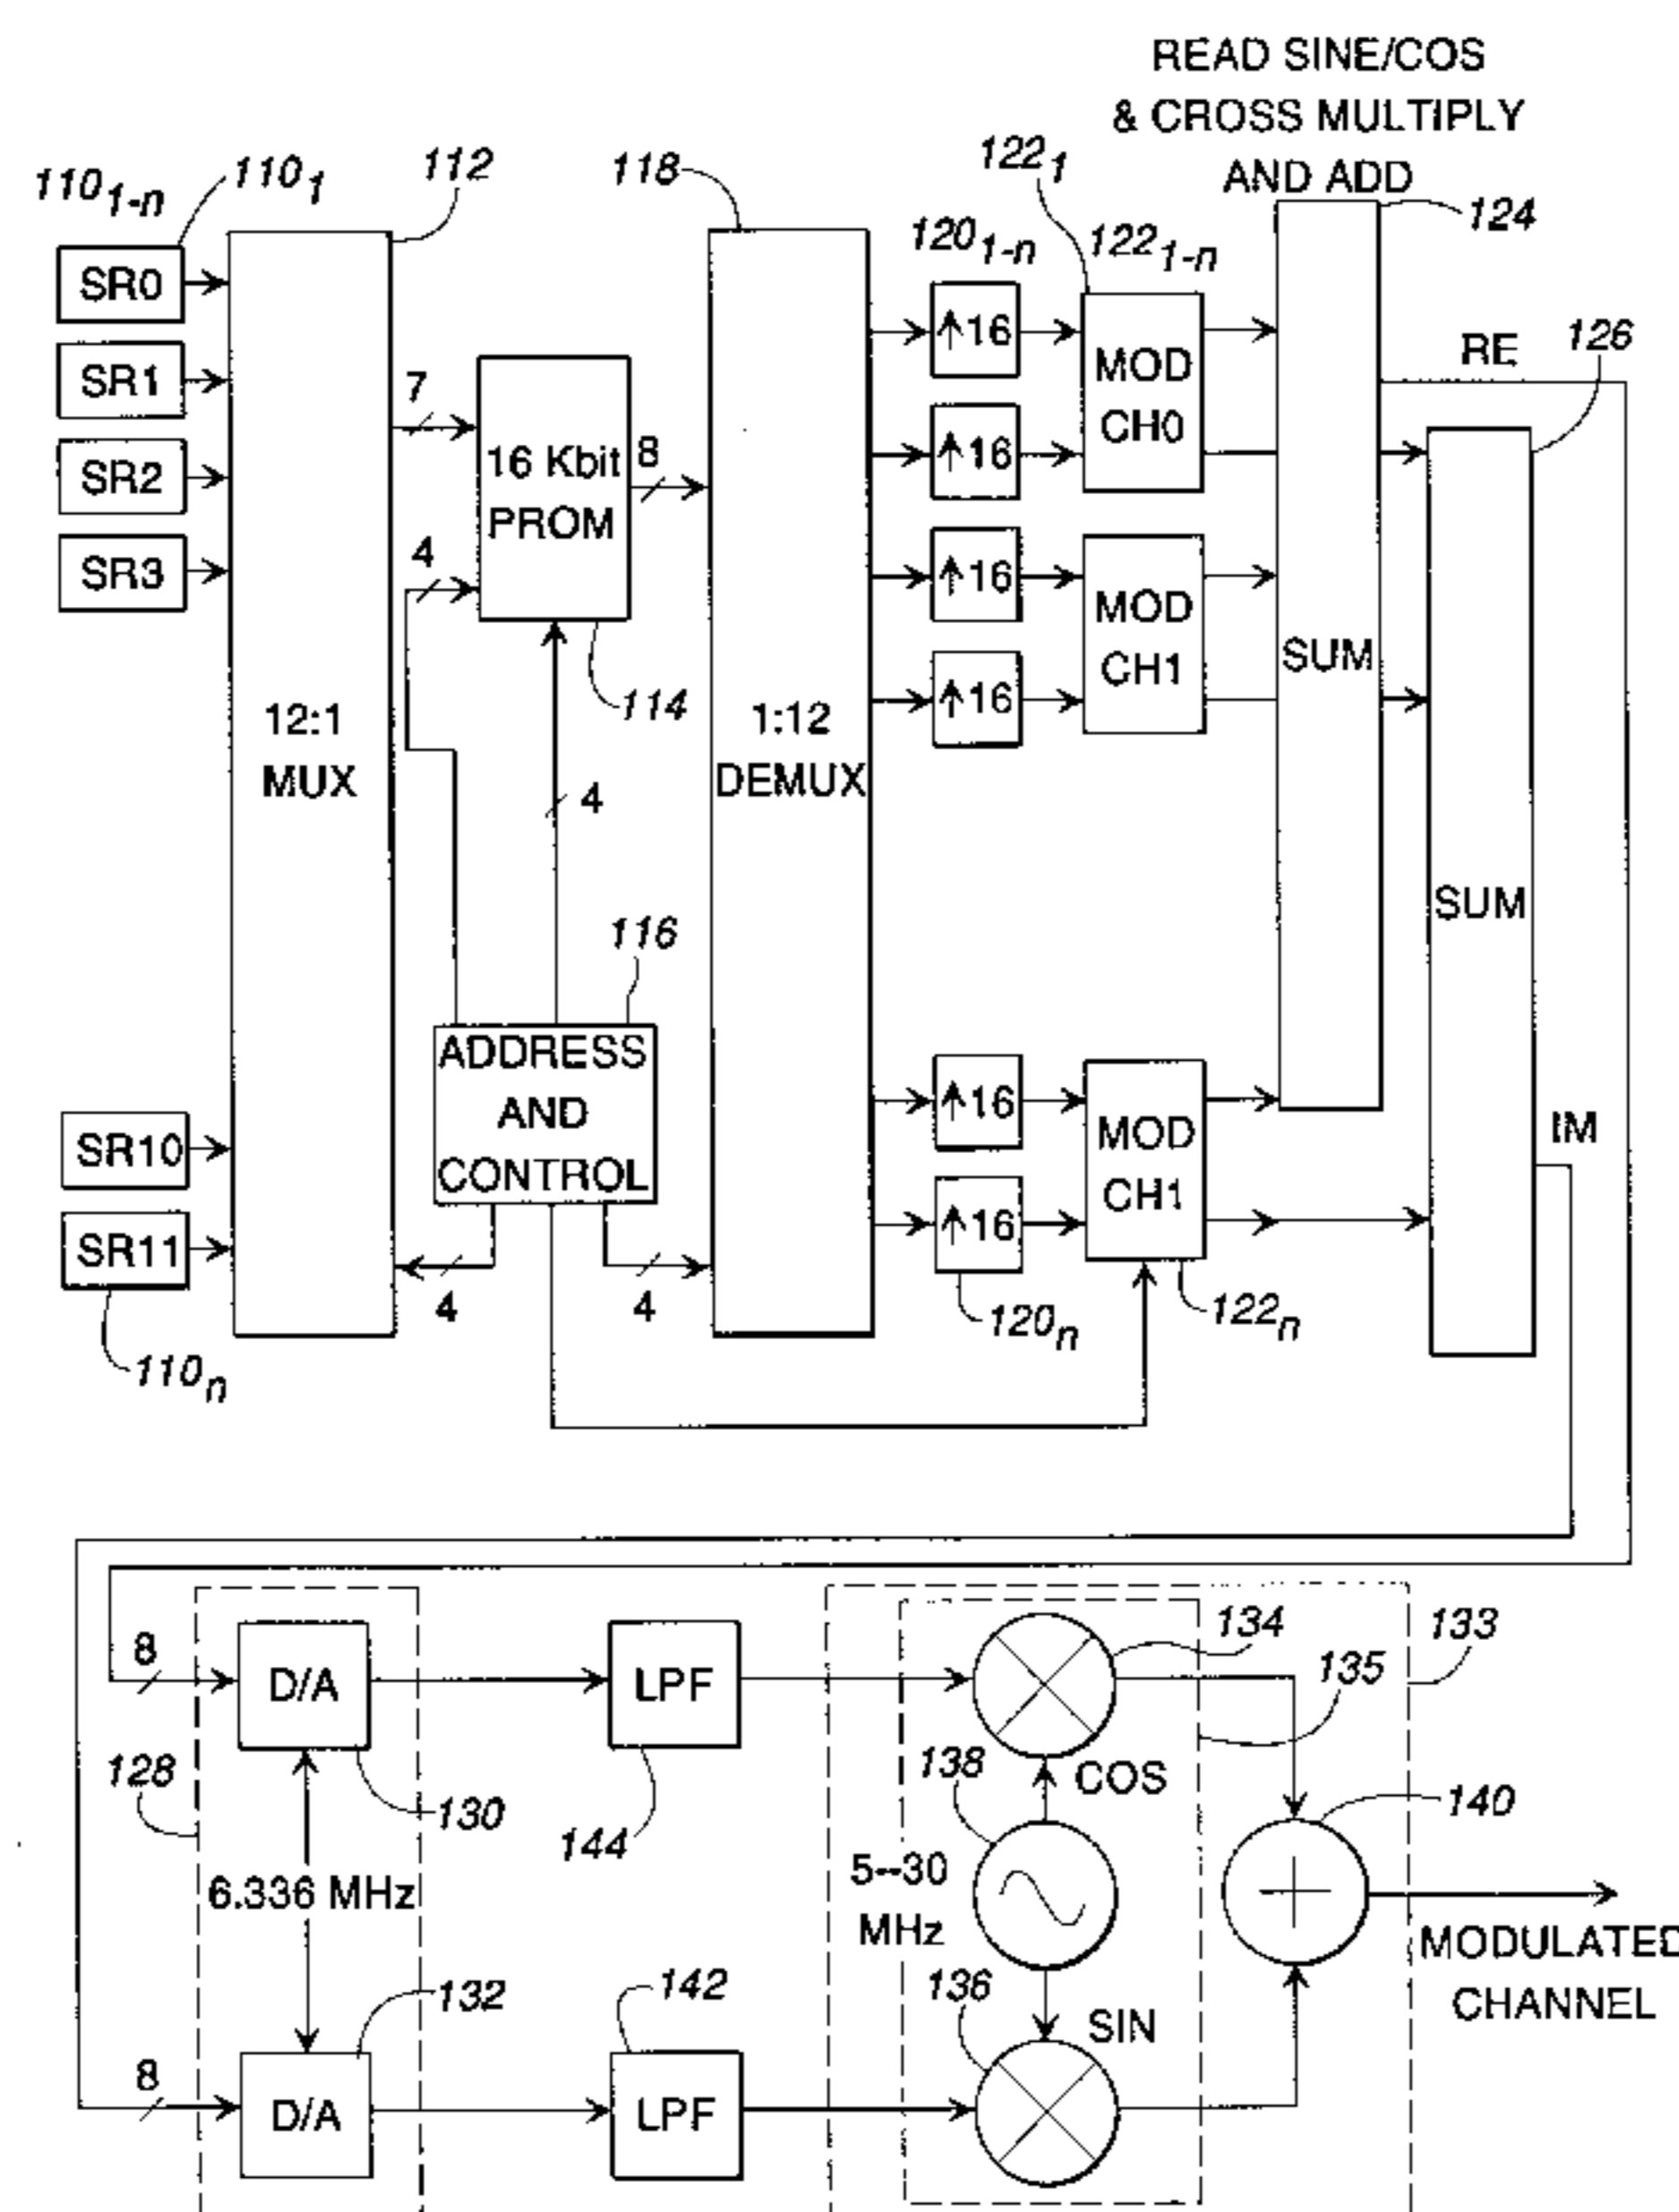 READ SINE/COS
& CROSS MULTIPLY
AND ADD
110 1-n
110 1
112
118
122 1
120 1-n
122 1-n
124
SR0
SR1
SR2
SR3
SR10
SR11
110 n
12:1
MUX
7
4
16 Kbit
PROM
8
114
4
116
ADDRESS
AND
CONTROL
4
4
1:12
DEMUX
↑16
↑16
↑16
↑16
↑16
↑16
120 n
MOD
CH0
MOD
CH1
MOD
CH1
122 n
SUM
RE
126
SUM
IM
8
D/A
128
130
6.336 MHz
132
8
D/A
LPF
144
142
LPF
134
133
135
138
COS
5--30
MHz
136
SIN
140
MODULATED
CHANNEL